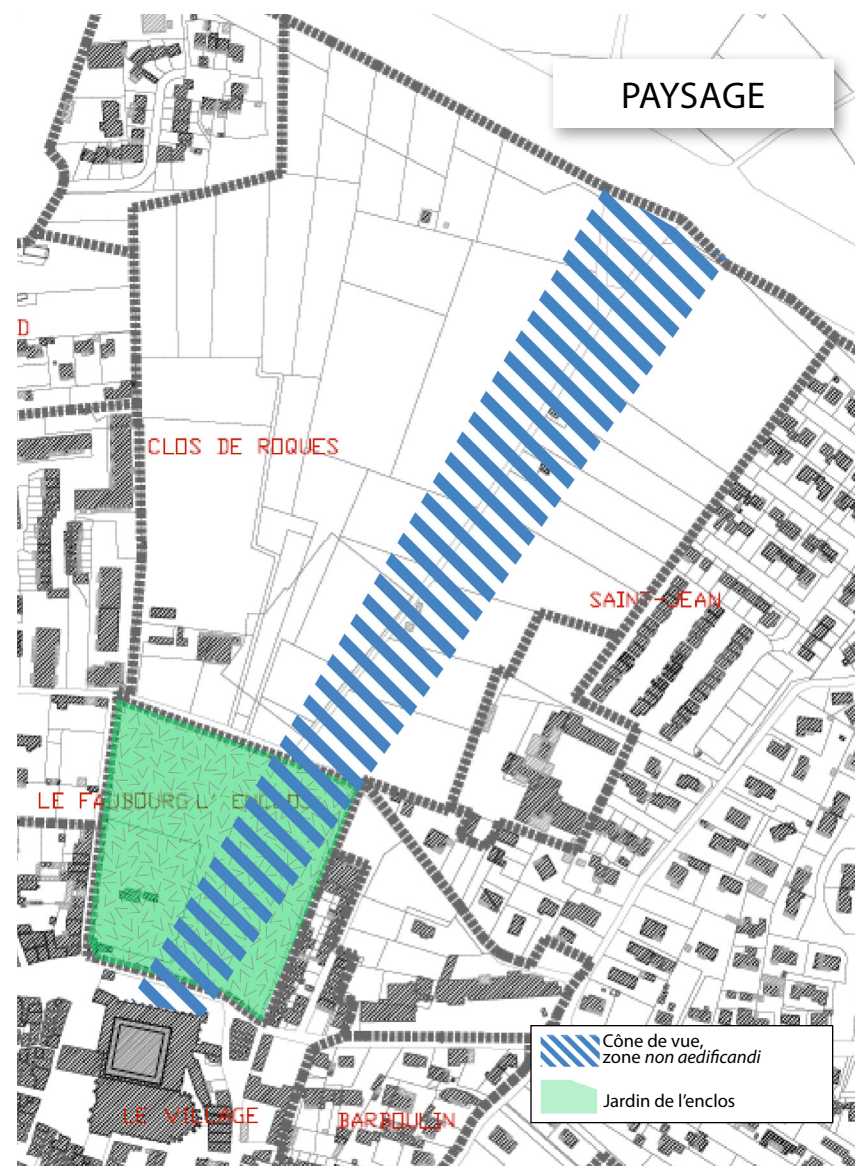 PAYSAGE
D
CLOS DE ROQUES
SAINT-JEAN
LE FAUBOURG L' ENCLOS
LE VILLAGE
BARBOULIN
Cône de vue,
zone non aedificandi
Jardin de l'enclos